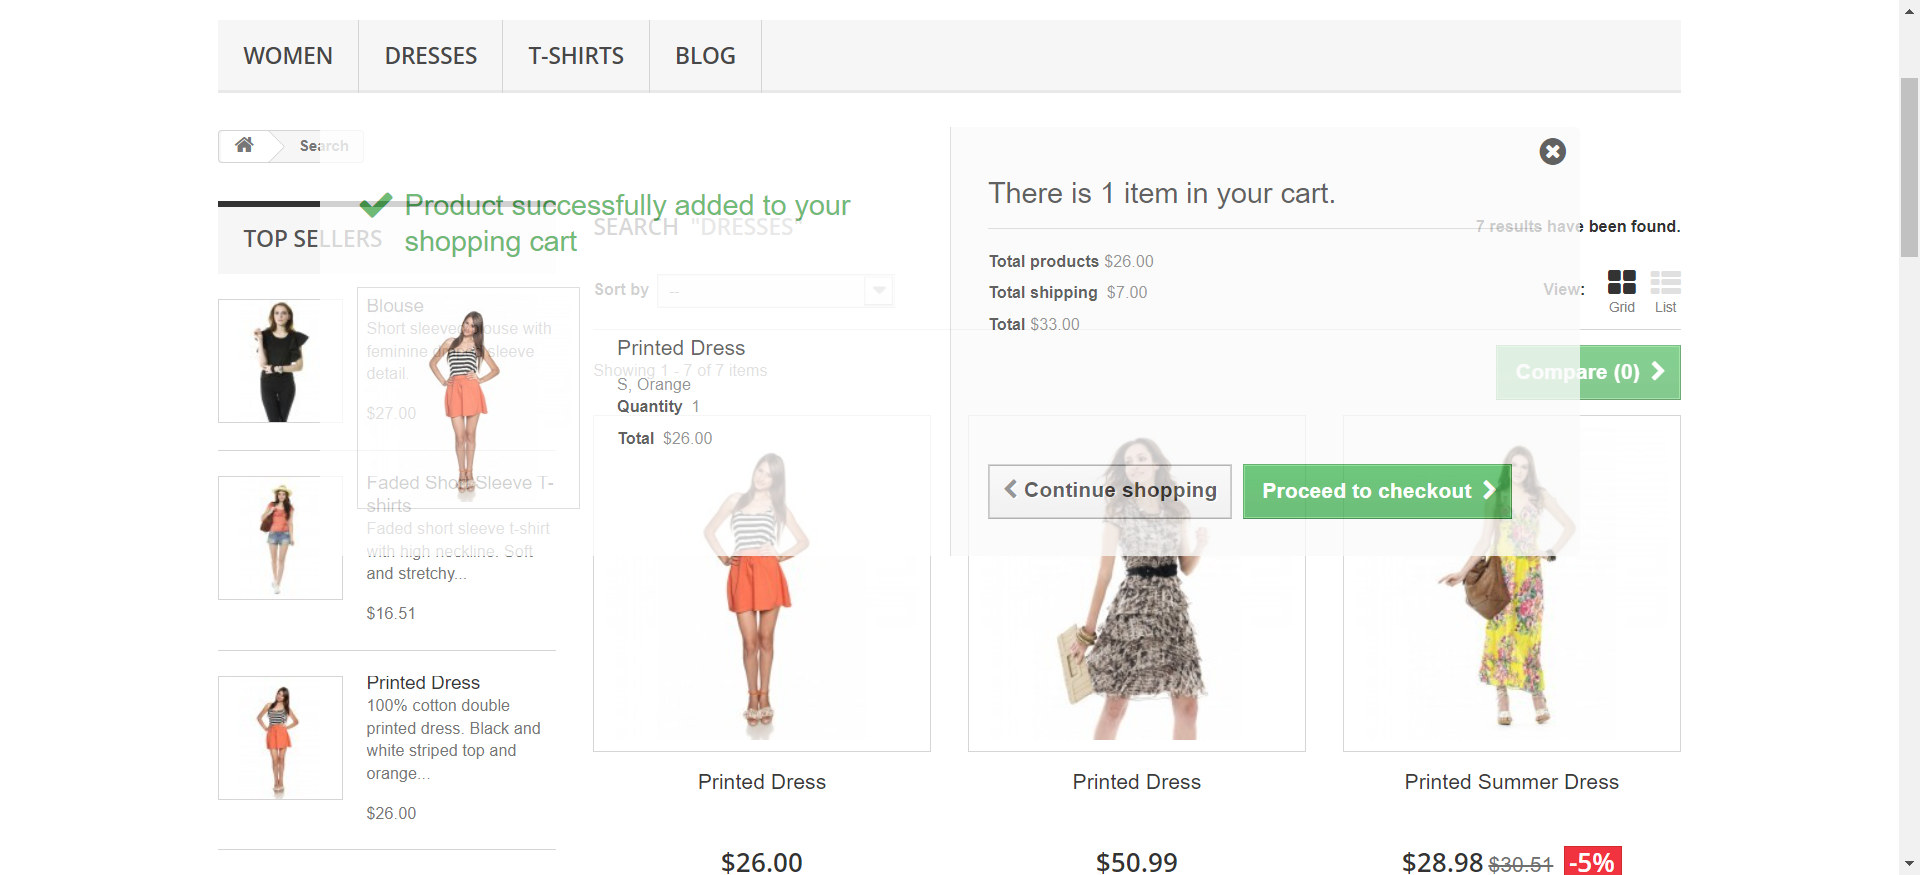 WOMEN
DRESSES
T-SHIRTS
BLOG
Search
Product successfully added to your
shopping cart
There is 1 item in your cart.
TOP SELLERS
SEARCH "DRESSES"
7 results have been found.
Total products $26.00
Total shipping $7.00
Total $33.00
Sort by --
View:
Grid
List
Blouse
Short sleeved blouse with
feminine draped sleeve
detail.
$27.00
Printed Dress
Showing 1 - 7 of 7 items
S, Orange
Quantity 1
Total $26.00
Compare (0)
Continue shopping
Proceed to checkout
Faded Short Sleeve T-
shirts
Faded short sleeve t-shirt
with high neckline. Soft
and stretchy...
$16.51
Printed Dress
100% cotton double
printed dress. Black and
white striped top and
orange...
$26.00
Printed Dress
Printed Dress
Printed Summer Dress
$26.00
$50.99
$28.98 $30.51 -5%